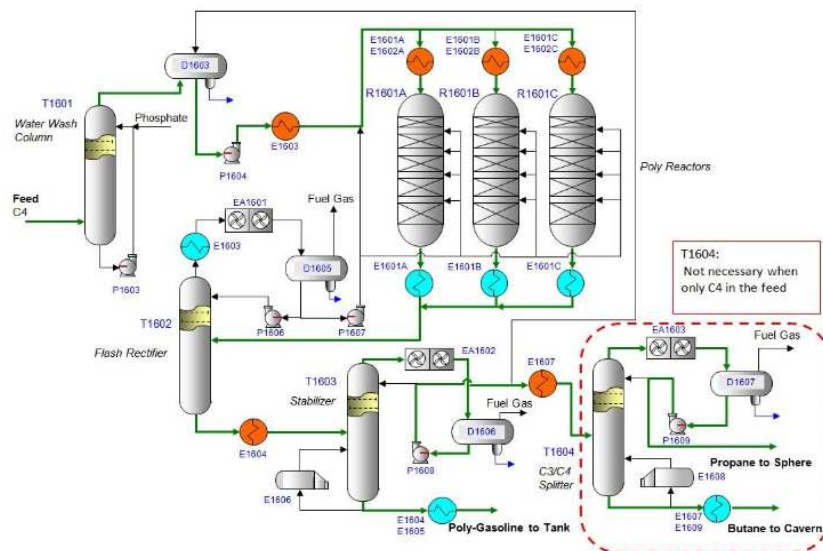 D1603
T1601
Water Wash
Column
Phosphate
Feed
C4
P1603
P1604
E1603
E1601A
E1602A
E1601B
E1602B
E1601C
E1602C
R1601A
R1601B
R1601C
Poly Reactors
E1601A
E1601B
E1601C
EA1601
E1603
Fuel Gas
D1605
P1606
P1607
T1602
Flash Rectifier
E1604
T1603
Stabilizer
EA1602
Fuel Gas
D1606
P1608
E1606
E1604
E1605
Poly-Gasoline to Tank
E1607
T1604:
Not necessary when
only C4 in the feed
T1604
C3/C4
Splitter
EA1603
Fuel Gas
D1607
P1609
Propane to Sphere
E1608
E1607
E1609
Butane to Cavern